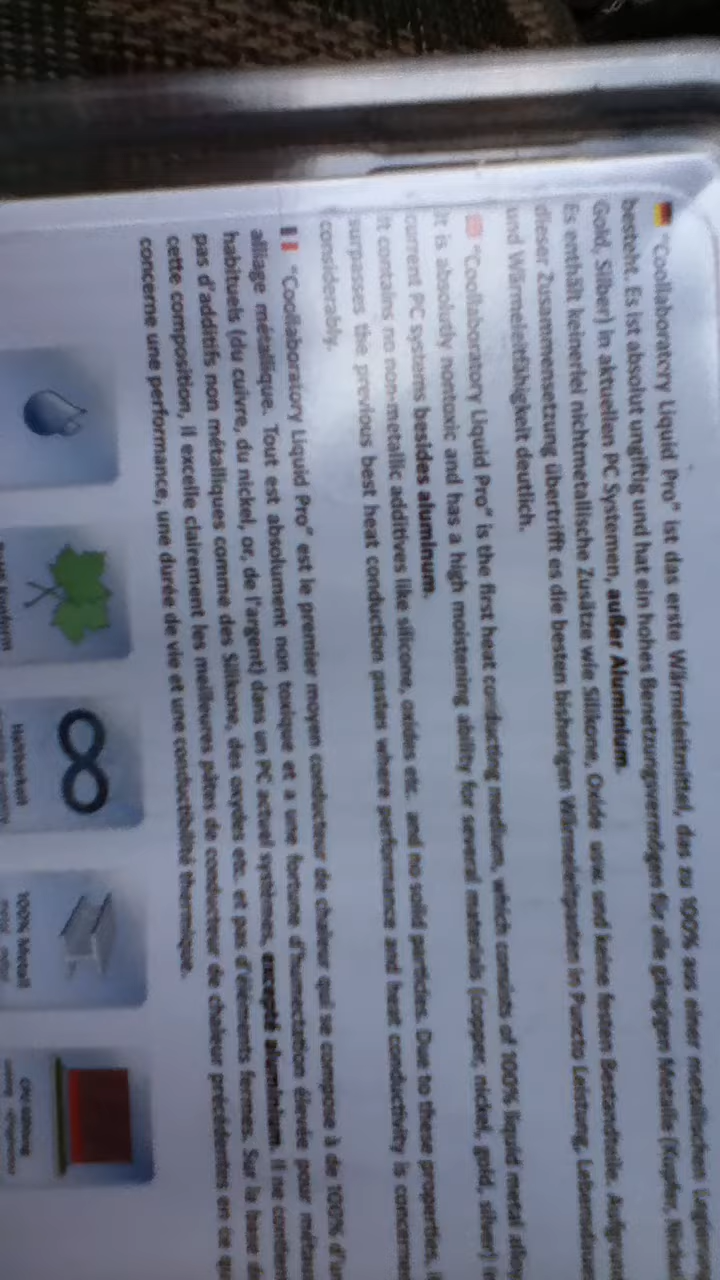 "Coollaboratory Liquid Pro" ist das erste Wärmeleitmittel, das zu 100% aus einer metallischen Legierung
besteht. Es ist absolut ungiftig und hat ein hohes Benetzungsvermögen für alle gängigen Metalle (Kupfer, Nickel
Gold, Silber) in aktuellen PC Systemen, außer Aluminium.
Es enthält keinerlei nichtmetallische Zusätze wie Silikone, Oxide usw. und keine festen Bestandteile. Aufgrund
dieser Zusammensetzung übertrifft es die besten bisherigen Wärmeleitpasten in Puncto Leistung, Lebensdauer
und Wärmeleitfähigkeit deutlich.
"Coollaboratory Liquid Pro" is the first heat conducting medium, which consists of 100% liquid metal alloy
It is absolutly nontoxic and has a high moistening ability for several materials (copper, nickel, gold, silver)
current PC systems besides aluminum.
It contains no non-metallic additives like silicone, oxides etc. and no solid particles. Due to these properties,
surpasses the previous best heat conduction pastes where performance and heat conductivity is concerned
considerably.
"Coollaboratory Liquid Pro" est le premier moyen conducteur de chaleur qui se compose à de 100% d'un
alliage métallique. Tout est absolument non toxique et a une fortune d'humectation élevée pour métaux
habituels (du cuivre, du nickel, or, de l'argent) dans un PC actuel systèmes, excepté aluminium. Il ne contient
pas d'additifs non métalliques comme des Silikone, des oxydes etc. et pas d'éléments fermes. Sur la base de
cette composition, il excelle clairement les meilleures pâtes de conducteur de chaleur précédentes en ce qui
concerne une performance, une durée de vie et une conductibilité thermique.
Haltbarkeit
100% Metall